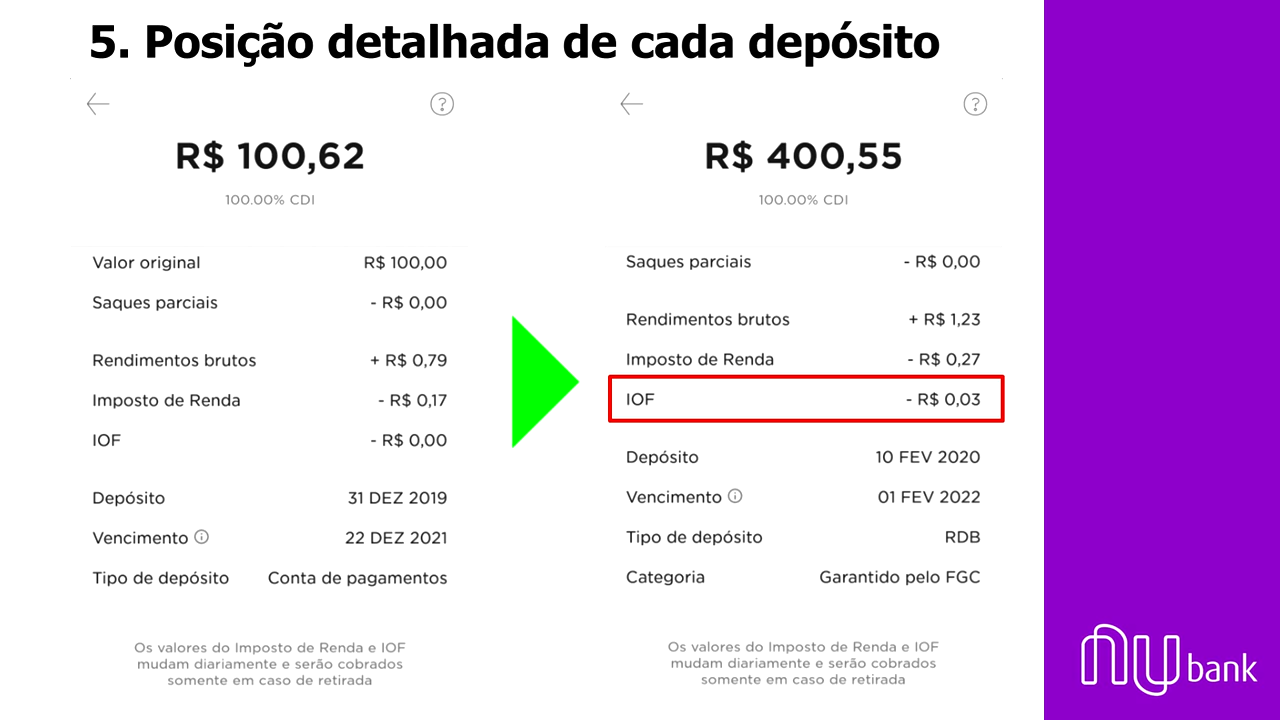 5. Posição detalhada de cada depósito
R$ 100,62
100.00% CDI
Valor original R$ 100,00
Saques parciais - R$ 0,00
Rendimentos brutos + R$ 0,79
Imposto de Renda - R$ 0,17
IOF - R$ 0,00
Depósito 31 DEZ 2019
Vencimento 22 DEZ 2021
Tipo de depósito Conta de pagamentos
Os valores do Imposto de Renda e IOF
mudam diariamente e serão cobrados
somente em caso de retirada
R$ 400,55
100.00% CDI
Saques parciais - R$ 0,00
Rendimentos brutos + R$ 1,23
Imposto de Renda - R$ 0,27
IOF - R$ 0,03
Depósito 10 FEV 2020
Vencimento 01 FEV 2022
Tipo de depósito RDB
Categoria Garantido pelo FGC
Os valores do Imposto de Renda e IOF
mudam diariamente e serão cobrados
somente em caso de retirada
nu bank